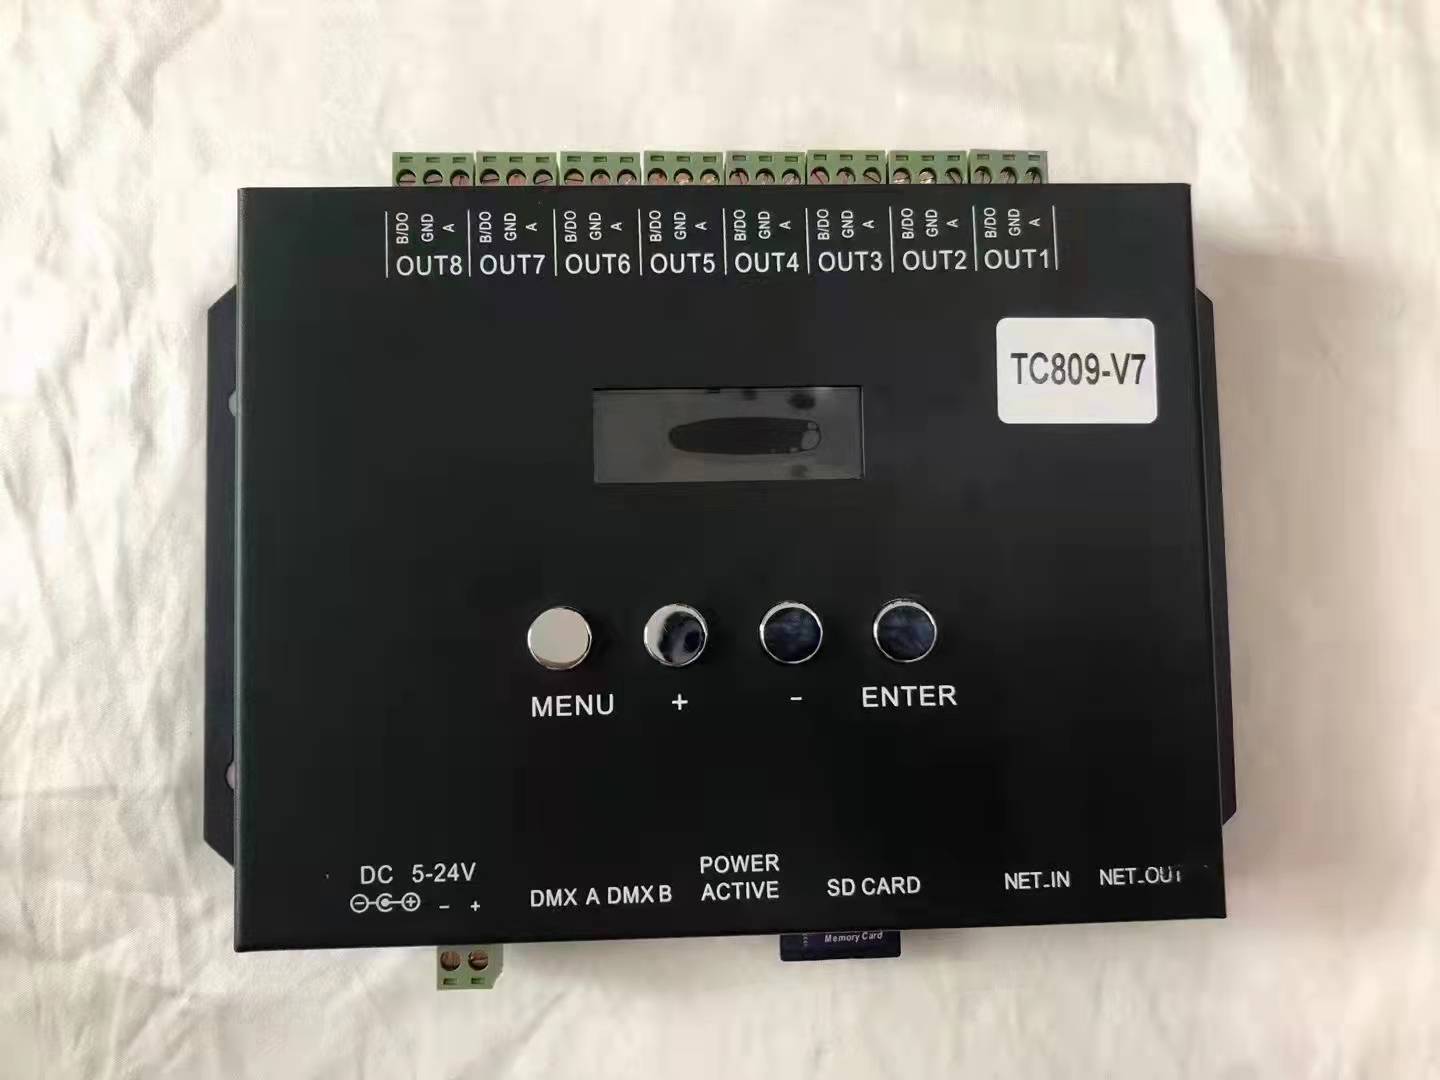 B/DO GND A B/DO GND A B/DO GND A B/DO GND A B/DO GND A B/DO GND A B/DO GND A B/DO GND A
OUT8 OUT7 OUT6 OUT5 OUT4 OUT3 OUT2 OUT1
TC809-V7
MENU + - ENTER
DC 5-24V
- +
DMX A DMX B
POWER
ACTIVE
SD CARD
NET_IN
NET_OUT
Memory Card